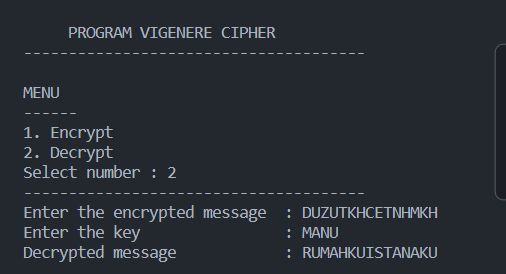 PROGRAM VIGENERE CIPHER
--------------------------------------
MENU
------
1. Encrypt
2. Decrypt
Select number : 2
--------------------------------------
Enter the encrypted message  : DUZUTKHCETNHMKH
Enter the key                : MANU
Decrypted message            : RUMAHKUISTANAKU